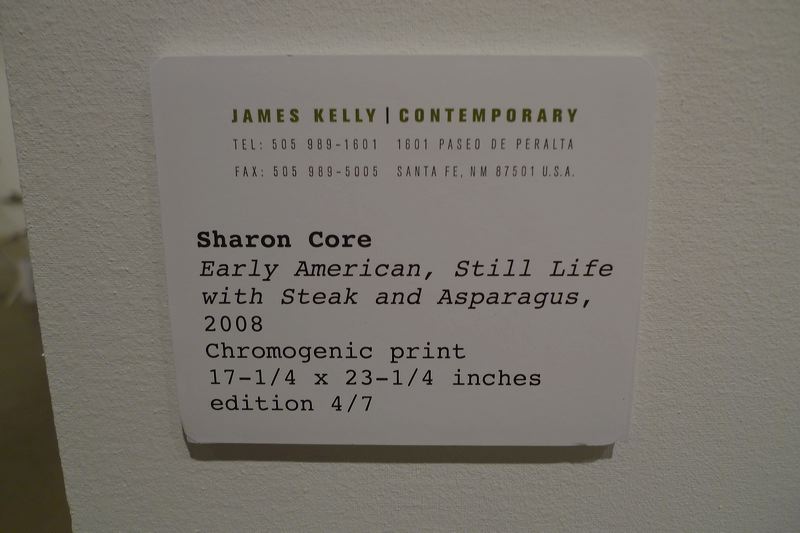 JAMES KELLY | CONTEMPORARY
TEL: 505 989-1601 1601 PASEO DE PERALTA
FAX: 505 989-5005 SANTA FE, NM 87501 U.S.A.
Sharon Core
Early American, Still Life
with Steak and Asparagus,
2008
Chromogenic print
17-1/4 x 23-1/4 inches
edition 4/7